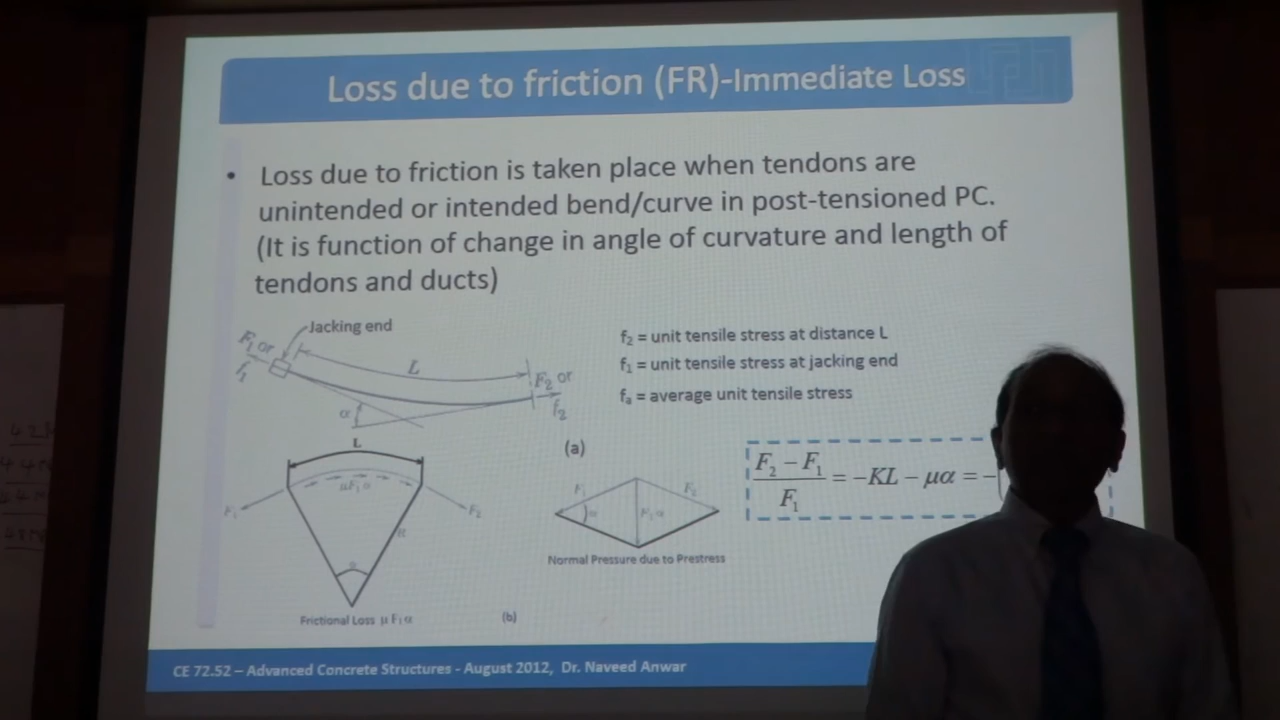 Loss due to friction (FR)-Immediate Loss
• Loss due to friction is taken place when tendons are
unintended or intended bend/curve in post-tensioned PC.
(It is function of change in angle of curvature and length of
tendons and ducts)
Jacking end
F₁ or
f₁
L
F₂ or
f₂
α
f₂ = unit tensile stress at distance L
f₁ = unit tensile stress at jacking end
fₐ = average unit tensile stress
(a)
L
μF₁α
F₁
F₂
R
Frictional Loss μF₁α
F₁
F₂
α
F₁α
Normal Pressure due to Prestress
(b)
(F₂ − F₁)/F₁ = −KL − μα = −
CE 72.52 – Advanced Concrete Structures - August 2012, Dr. Naveed Anwar